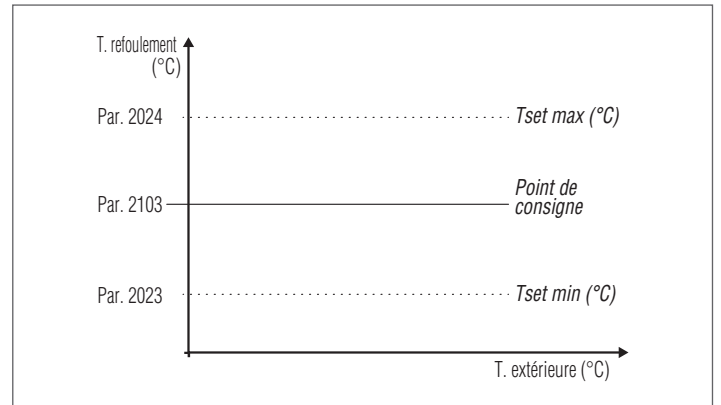 T. refoulement
(°C)
Par. 2024
Tset max (°C)
Par. 2103
Point de
consigne
Par. 2023
Tset min (°C)
T. extérieure (°C)